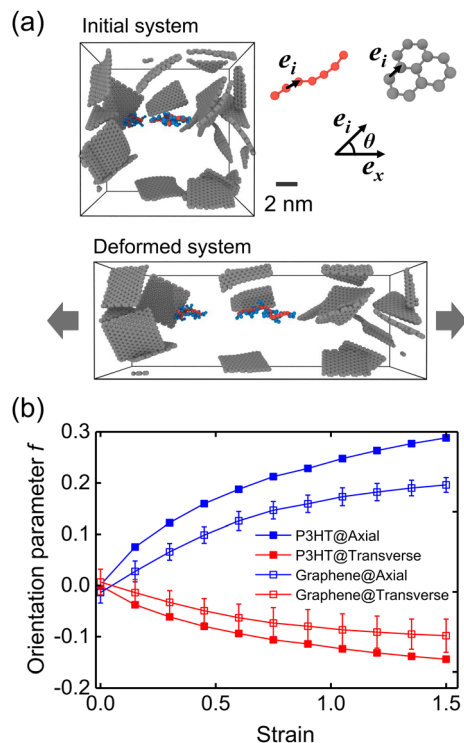 (a)
Initial system
e_i
e_i
e_i
θ
e_x
2 nm
Deformed system
(b)
0.3
0.2
0.1
0.0
-0.1
-0.2
Orientation parameter f
P3HT@Axial
P3HT@Transverse
Graphene@Axial
Graphene@Transverse
0.0
0.5
1.0
1.5
Strain